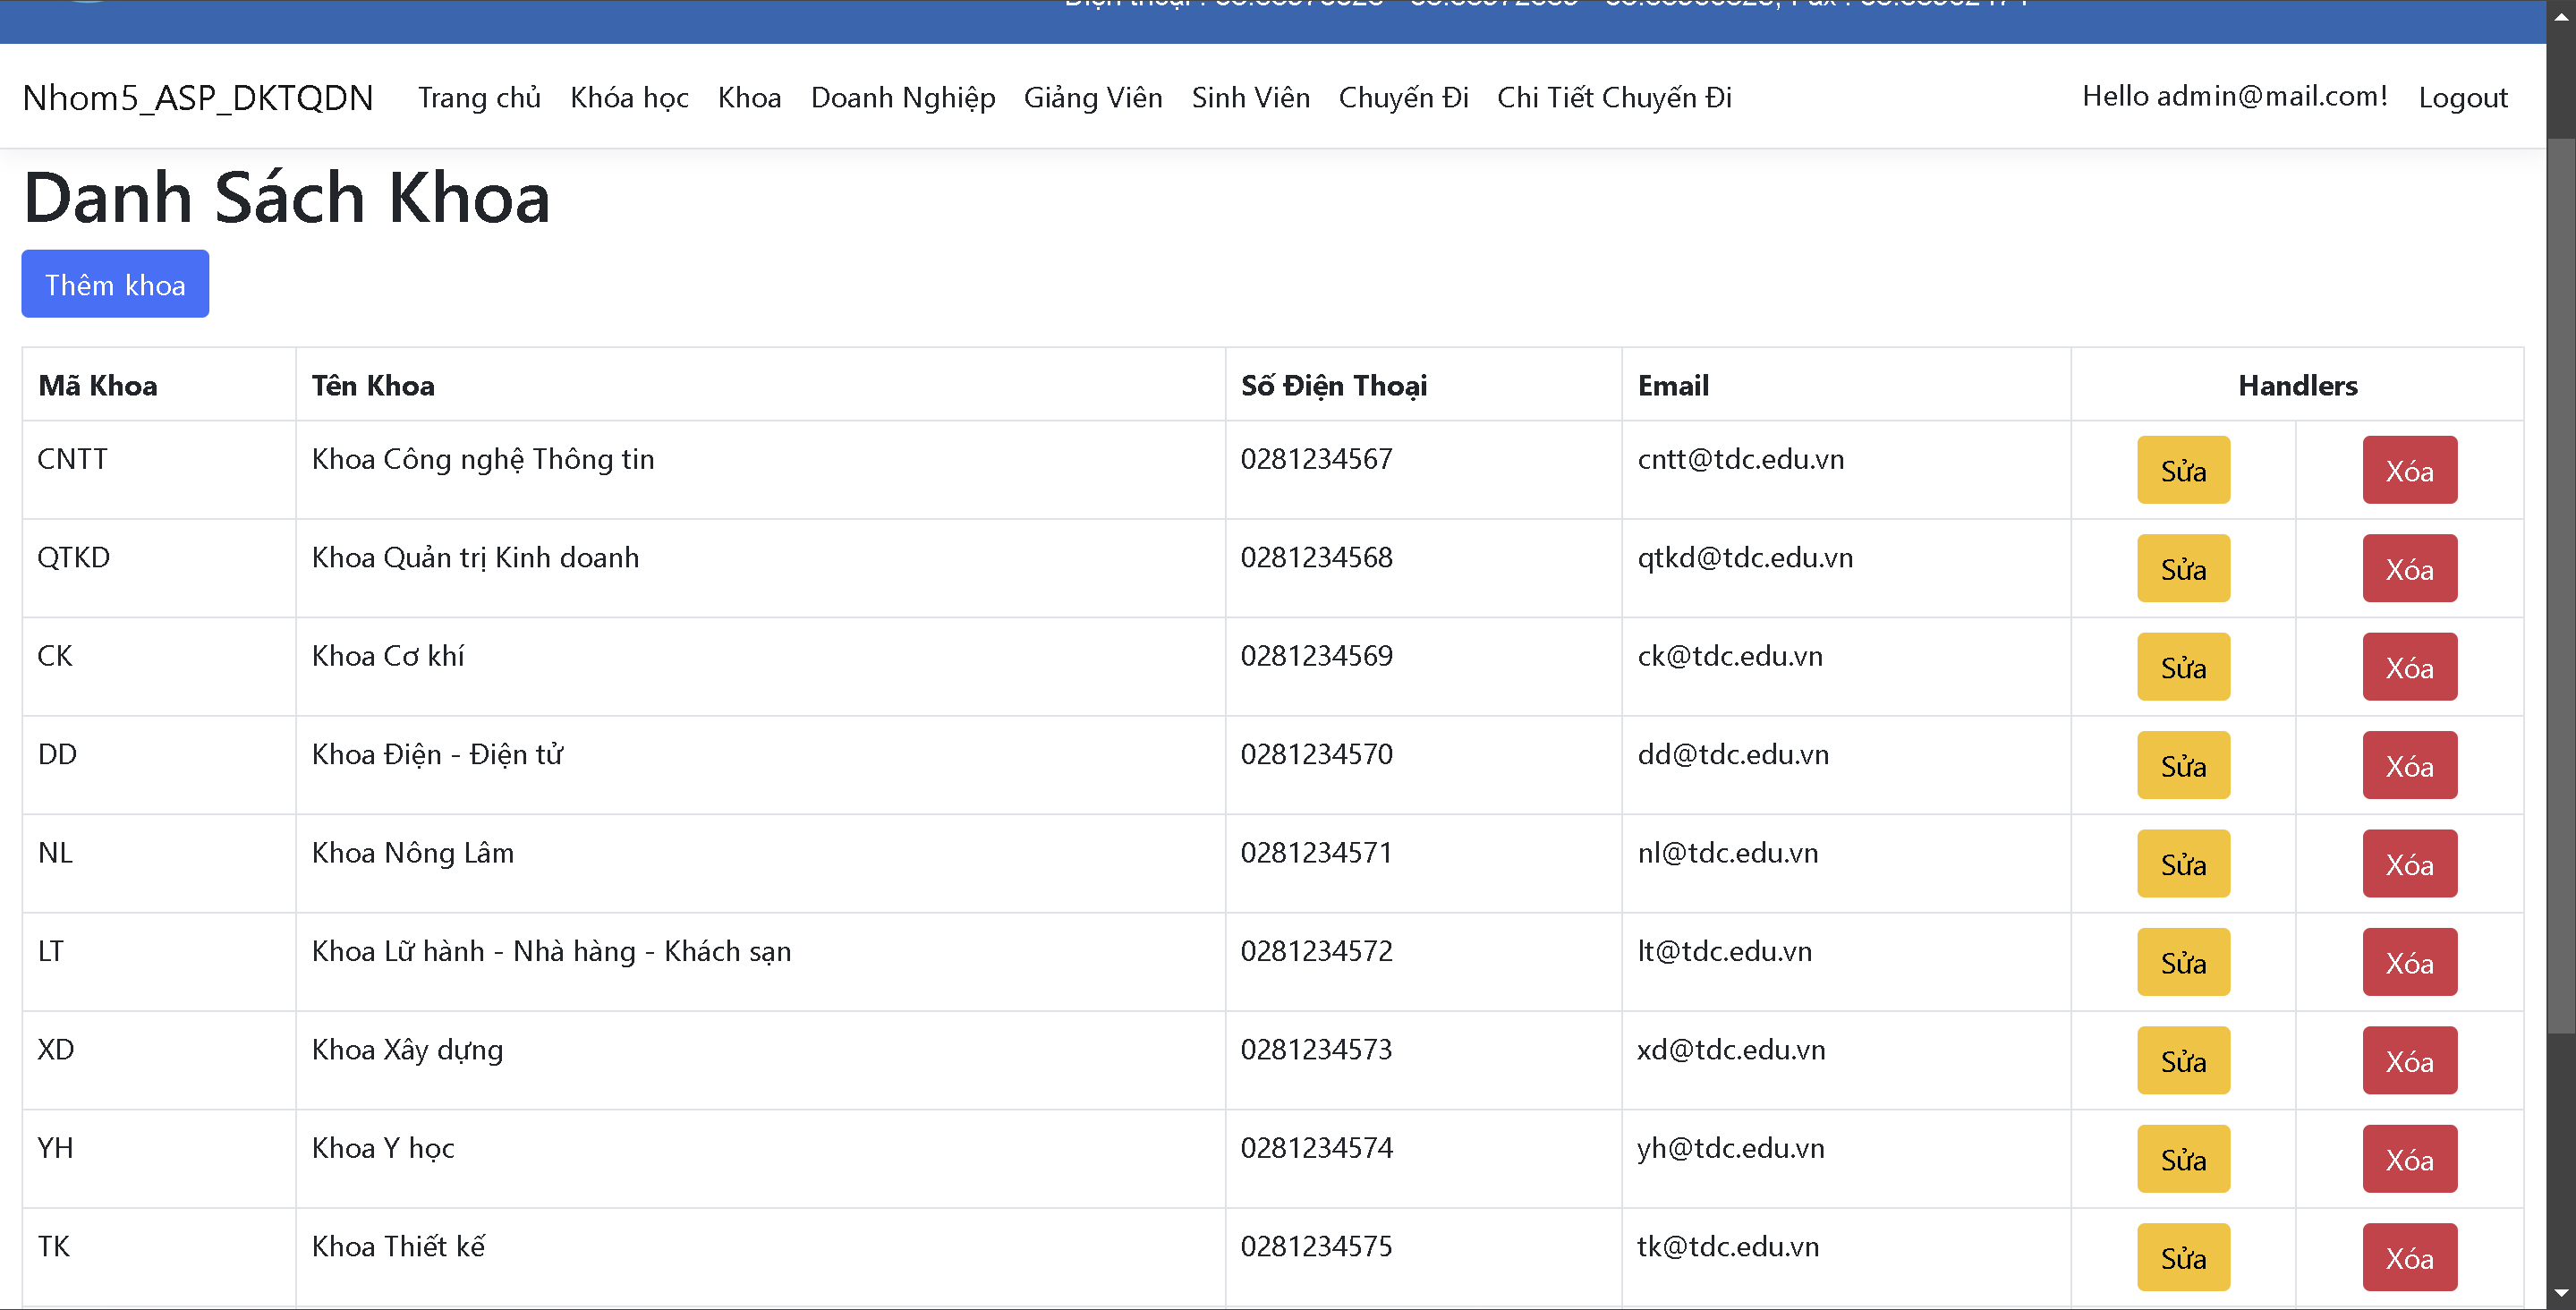 Nhom5_ASP_DKTQDN Trang chủ Khóa học Khoa Doanh Nghiệp Giảng Viên Sinh Viên Chuyến Đi Chi Tiết Chuyến Đi Hello admin@mail.com! Logout
Danh Sách Khoa
Thêm khoa
Mã Khoa Tên Khoa Số Điện Thoại Email Handlers
CNTT Khoa Công nghệ Thông tin 0281234567 cntt@tdc.edu.vn Sửa Xóa
QTKD Khoa Quản trị Kinh doanh 0281234568 qtkd@tdc.edu.vn Sửa Xóa
CK Khoa Cơ khí 0281234569 ck@tdc.edu.vn Sửa Xóa
DD Khoa Điện - Điện tử 0281234570 dd@tdc.edu.vn Sửa Xóa
NL Khoa Nông Lâm 0281234571 nl@tdc.edu.vn Sửa Xóa
LT Khoa Lữ hành - Nhà hàng - Khách sạn 0281234572 lt@tdc.edu.vn Sửa Xóa
XD Khoa Xây dựng 0281234573 xd@tdc.edu.vn Sửa Xóa
YH Khoa Y học 0281234574 yh@tdc.edu.vn Sửa Xóa
TK Khoa Thiết kế 0281234575 tk@tdc.edu.vn Sửa Xóa